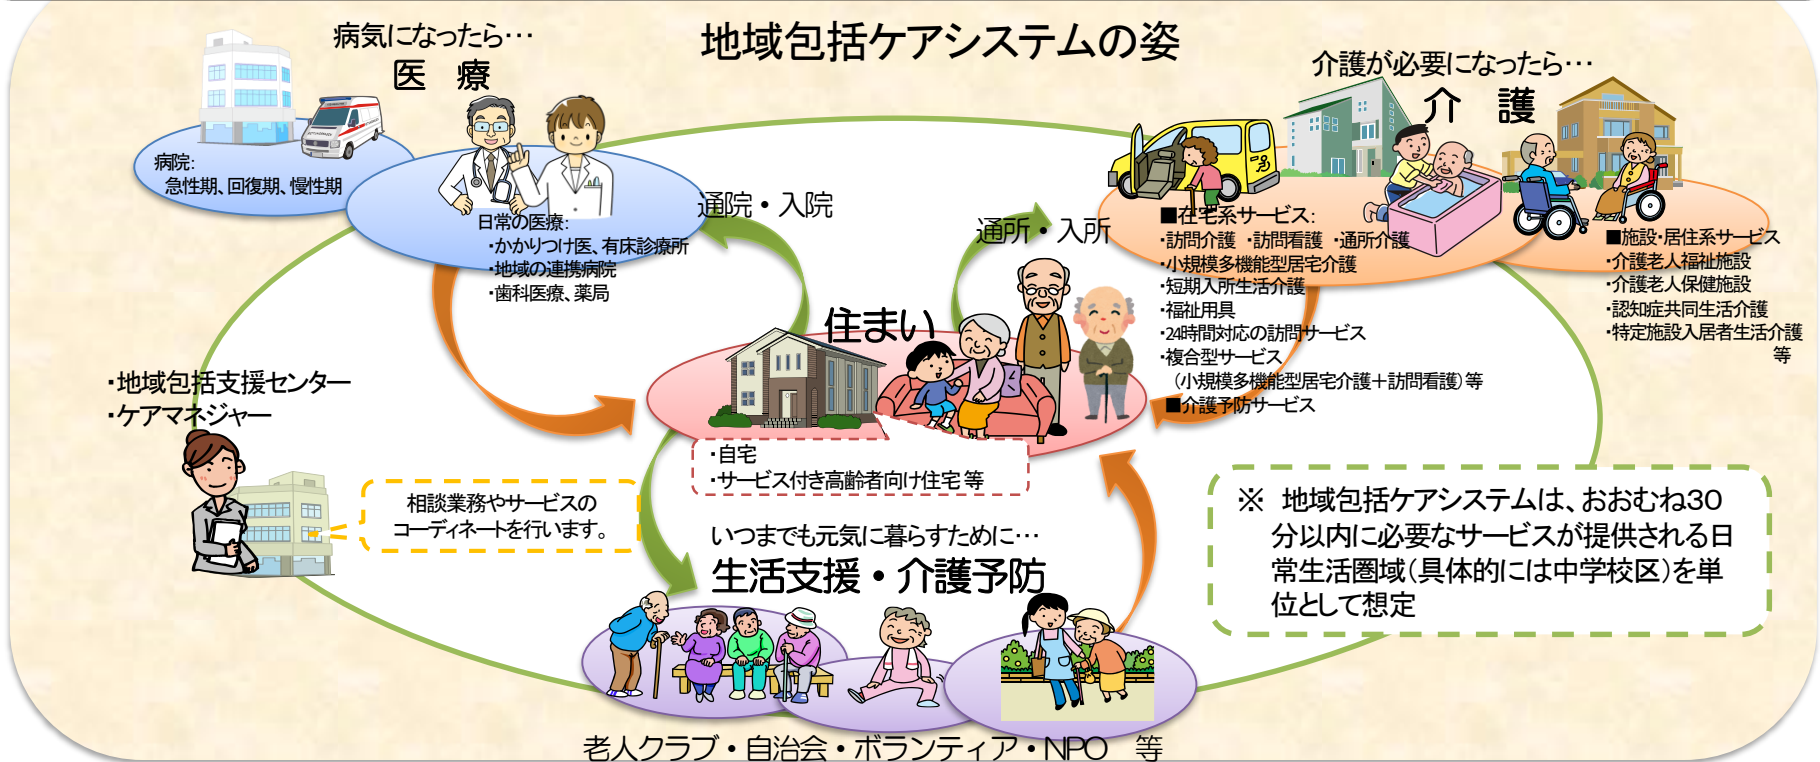 地域包括ケアシステムの姿
病気になったら…
医　療
病院:
急性期、回復期、慢性期
日常の医療:
・かかりつけ医、有床診療所
・地域の連携病院
・歯科医療、薬局
通院・入院
通所・入所
介護が必要になったら…
介　護
■在宅系サービス:
・訪問介護 ・訪問看護 ・通所介護
・小規模多機能型居宅介護
・短期入所生活介護
・福祉用具
・24時間対応の訪問サービス
・複合型サービス
（小規模多機能型居宅介護＋訪問看護）等
■介護予防サービス
■施設・居住系サービス
・介護老人福祉施設
・介護老人保健施設
・認知症共同生活介護
・特定施設入居者生活介護
等
住まい
・自宅
・サービス付き高齢者向け住宅 等
・地域包括支援センター
・ケアマネジャー
相談業務やサービスの
コーディネートを行います。
いつまでも元気に暮らすために…
生活支援・介護予防
老人クラブ・自治会・ボランティア・NPO　等
※　地域包括ケアシステムは、おおむね30
分以内に必要なサービスが提供される日
常生活圏域（具体的には中学校区）を単
位として想定